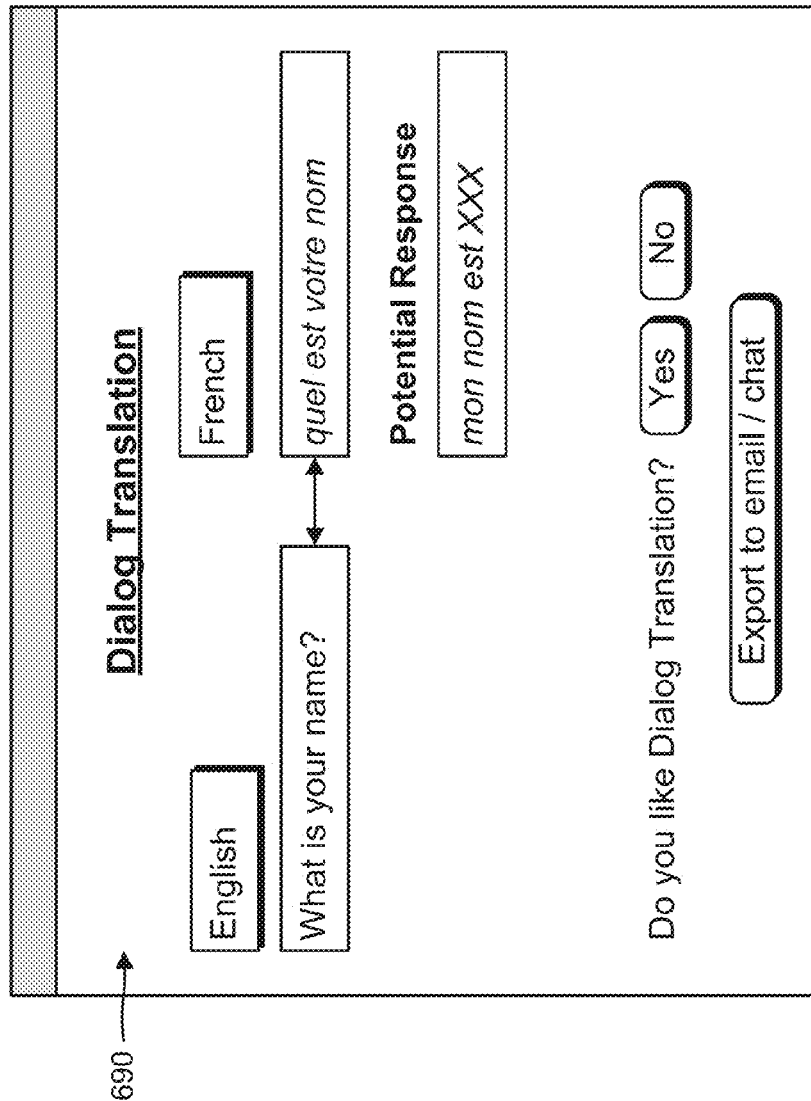 690
Dialog Translation
English
French
What is your name?
quel est votre nom
Potential Response
mon nom est XXX
Do you like Dialog Translation?
Yes
No
Export to email / chat